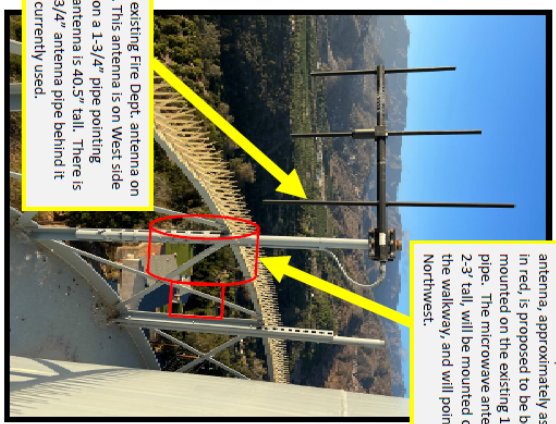 existing Fire Dept. antenna on
. This antenna is on West side
on a 1-3/4” pipe pointing
antenna is 40.5” tall. There is
3/4” antenna pipe behind it
currently used.
antenna, approximately as
in red, is proposed to be
mounted on the existing 1
pipe. The microwave
2-3’ tall, will be mounted
the walkway, and will
Northwest.